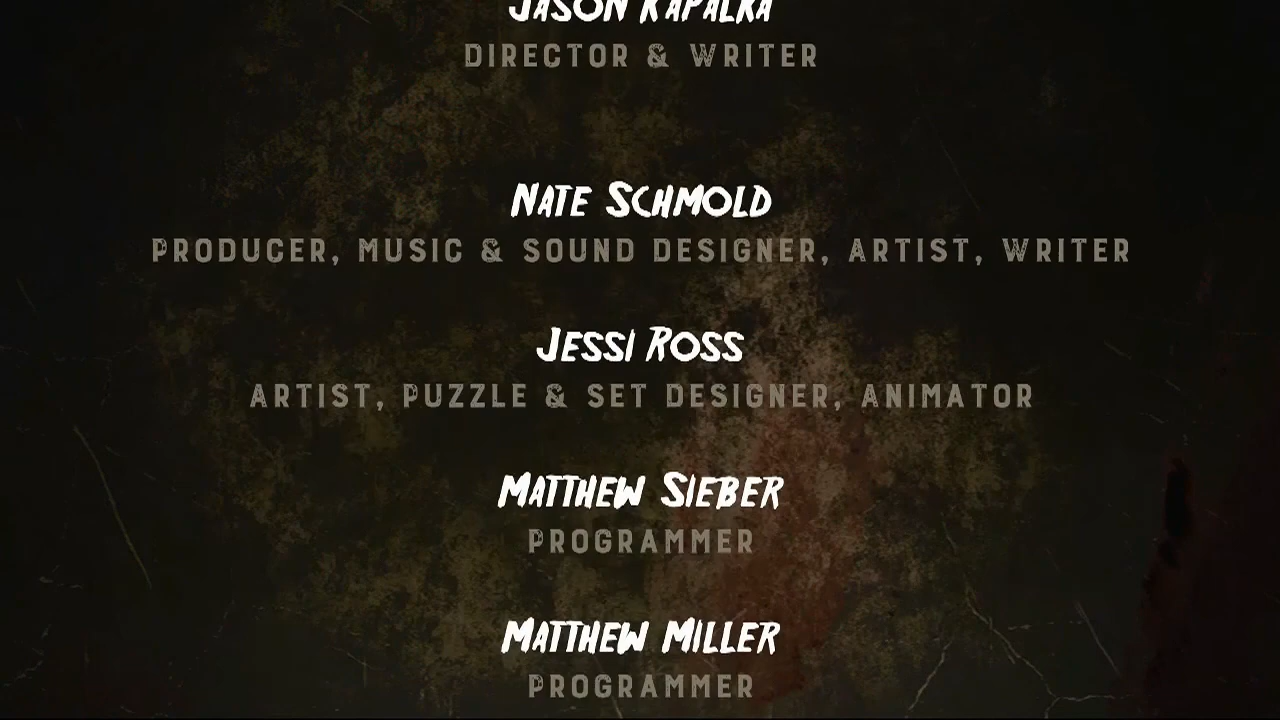 JASON KAPALKA
DIRECTOR & WRITER
NATE SCHMOLD
PRODUCER, MUSIC & SOUND DESIGNER, ARTIST, WRITER
JESSI ROSS
ARTIST, PUZZLE & SET DESIGNER, ANIMATOR
MATTHEW SIEBER
PROGRAMMER
MATTHEW MILLER
PROGRAMMER